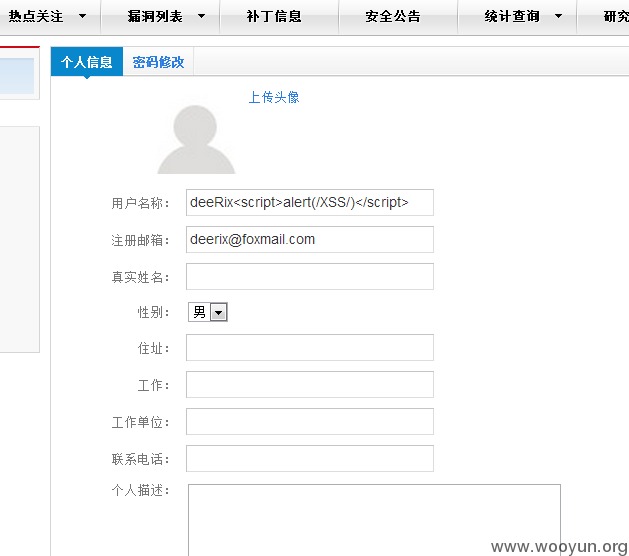 热点关注 漏洞列表 补丁信息 安全公告 统计查询 研究
个人信息 密码修改
上传头像
用户名称： deeRix<script>alert(/XSS/)</script>
注册邮箱： deerix@foxmail.com
真实姓名：
性别： 男
住址：
工作：
工作单位：
联系电话：
个人描述：
www.wooyun.org